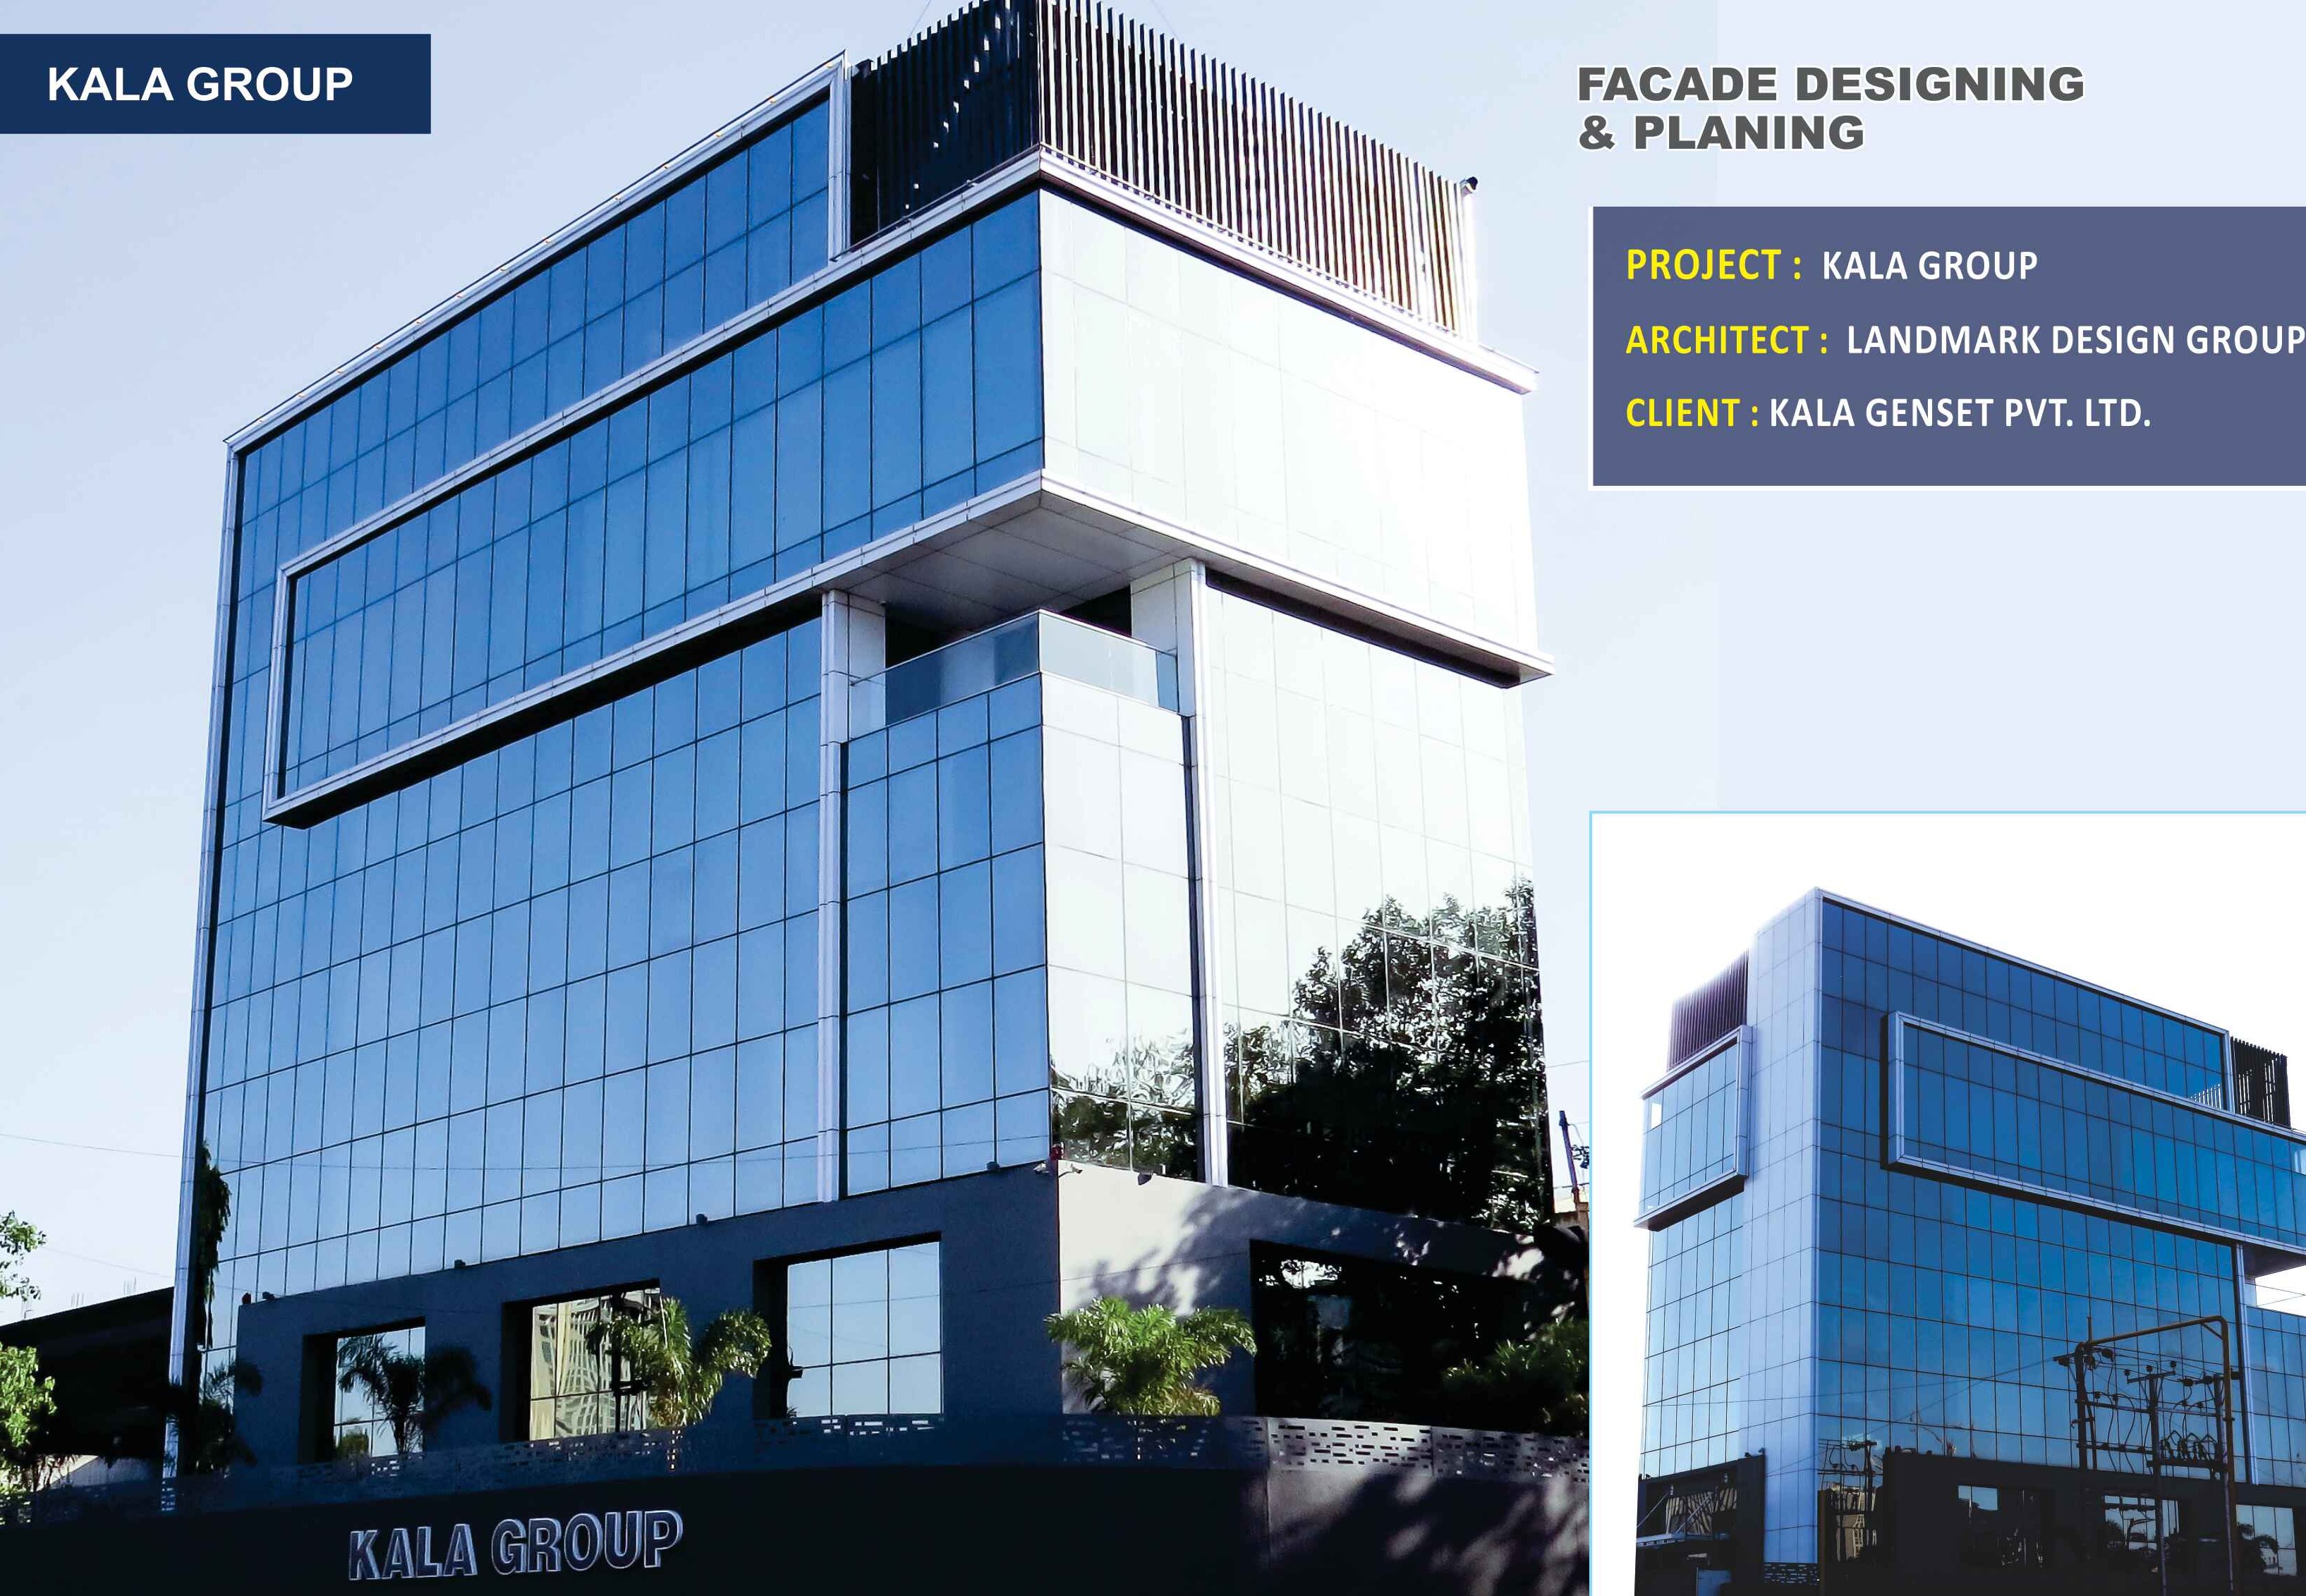 KALA GROUP
FACADE DESIGNING
& PLANING
PROJECT : KALA GROUP
ARCHITECT : LANDMARK DESIGN GROUP
CLIENT : KALA GENSET PVT. LTD.
KALA GROUP